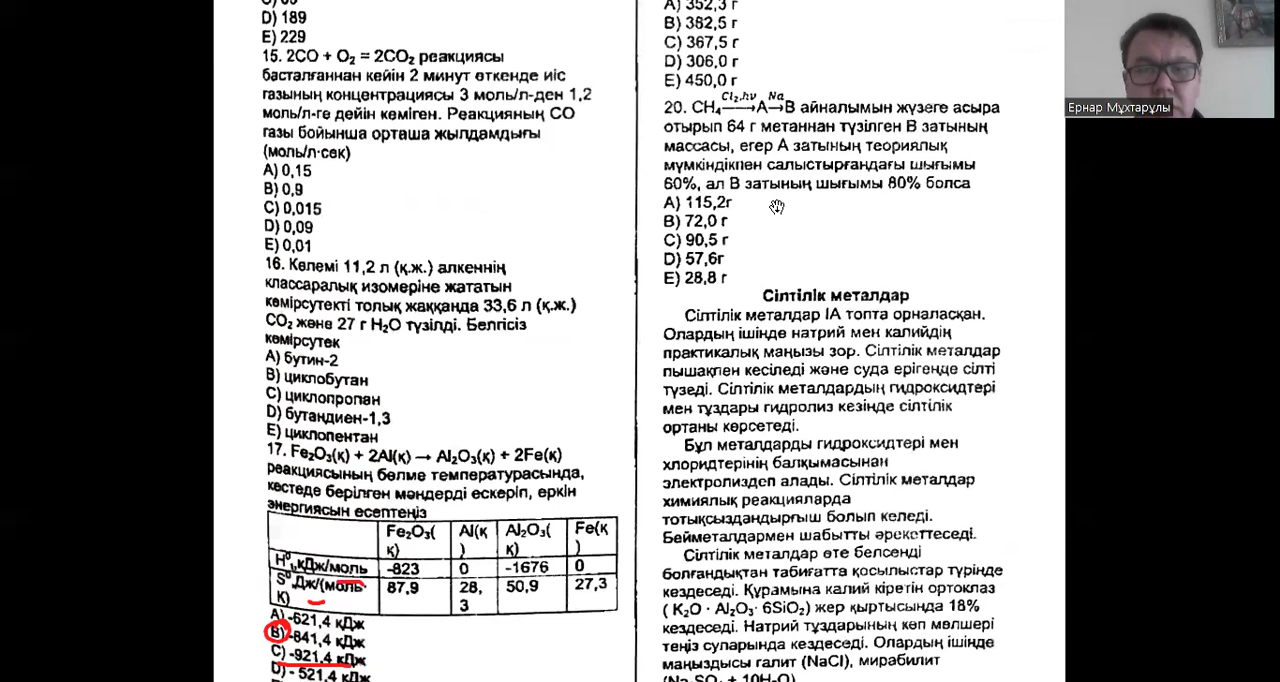 D) 189
E) 229
15. 2CO + O₂ = 2CO₂ реакциясы
басталғаннан кейін 2 минут өткенде иіс
газының концентрациясы 3 моль/л-ден 1,2
моль/л-ге дейін кеміген. Реакцияның СО
газы бойынша орташа жылдамдығы
(моль/л·сек)
A) 0,15
B) 0,9
C) 0,015
D) 0,09
E) 0,01
16. Көлемі 11,2 л (қ.ж.) алкеннің
классаралық изомеріне жататын
көмірсутекті толық жаққанда 33,6 л (қ.ж.)
CO₂ және 27 г H₂O түзілді. Белгісіз
көмірсутек
A) бутин-2
B) циклобутан
C) циклопропан
D) бутандиен-1,3
E) циклопентан
17. Fe₂O₃(қ) + 2Al(қ) → Al₂O₃(қ) + 2Fe(қ)
реакциясының бөлме температурасында,
кестеде берілген мәндерді ескеріп, еркін
энергиясын есептеңіз
Fe₂O₃(қ) Al(қ) Al₂O₃(қ) Fe(қ)
H⁰, кДж/моль -823 0 -1676 0
S⁰ Дж/(моль К) 87,9 28,3 50,9 27,3
A) -621,4 кДж
B) -841,4 кДж
C) -921,4 кДж
D) - 521,4 кДж
A) 352,3 г
B) 382,5 г
C) 367,5 г
D) 306,0 г
E) 450,0 г
20. CH₄ Cl₂,hν → A Na → B айналымын жүзеге асыра
отырып 64 г метаннан түзілген В затының
массасы, егер А затының теориялық
мүмкіндікпен салыстырғандағы шығымы
60%, ал В затының шығымы 80% болса
A) 115,2г
B) 72,0 г
C) 90,5 г
D) 57,6г
E) 28,8 г
Сілтілік металдар
Сілтілік металдар IA топта орналасқан.
Олардың ішінде натрий мен калийдің
практикалық маңызы зор. Сілтілік металдар
пышақпен кесіледі және суда ерігенде сілті
түзеді. Сілтілік металдардың гидроксидтері
мен тұздары гидролиз кезінде сілтілік
ортаны көрсетеді.
Бұл металдарды гидроксидтері мен
хлоридтерінің балқымасынан
электролиздеп алады. Сілтілік металдар
химиялық реакцияларда
тотықсыздандырғыш болып келеді.
Бейметалдармен шабытты әрекеттеседі.
Сілтілік металдар өте белсенді
болғандықтан табиғатта қосылыстар түрінде
кездеседі. Құрамына калий кіретін ортоклаз
( K₂O · Al₂O₃· 6SiO₂) жер қыртысында 18%
кездеседі. Натрий тұздарының көп мөлшері
теңіз суларында кездеседі. Олардың ішінде
маңыздысы галит (NaCl), мирабилит
Ернар Мұхтарұлы